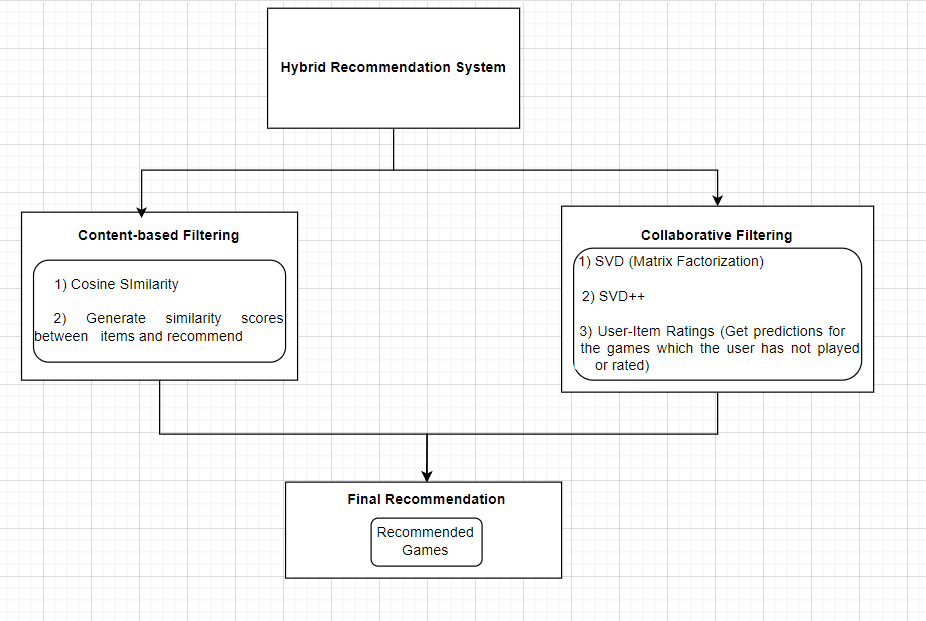 Hybrid Recommendation System
Content-based Filtering
1) Cosine SImilarity
2) Generate similarity scores
between items and recommend
Collaborative Filtering
1) SVD (Matrix Factorization)
2) SVD++
3) User-Item Ratings (Get predictions for
the games which the user has not played
or rated)
Final Recommendation
Recommended
Games